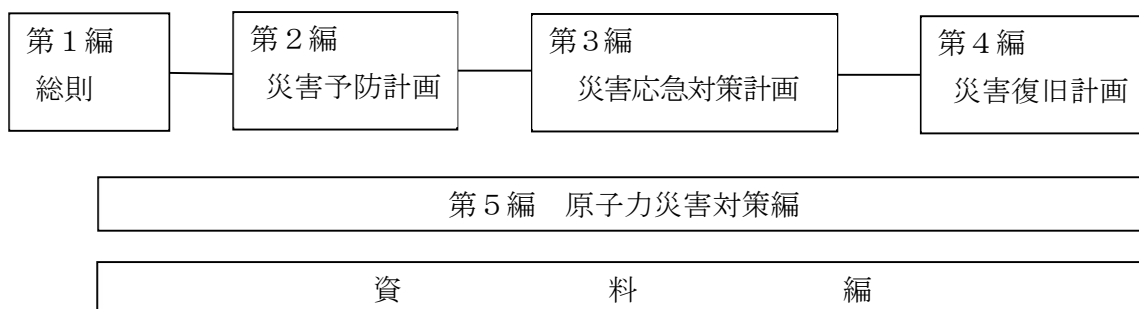 第１編
総則
第２編
災害予防計画
第３編
災害応急対策計画
第４編
災害復旧計画
第５編　原子力災害対策編
資　料　編